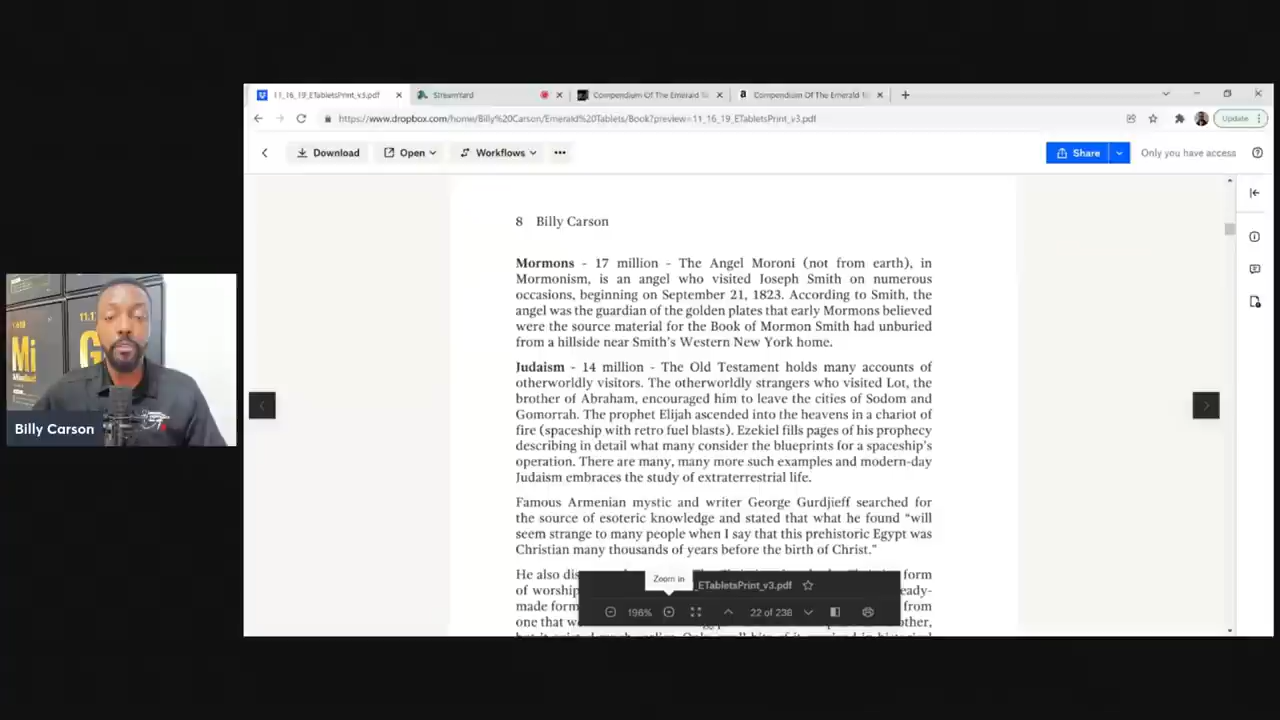 11_16_19_ETabletsPrint_v3.pdf
StreamYard
Compendium Of The Emerald
Compendium Of The Emerald
https://www.dropbox.com/home/Billy%20Carson/Emerald%20Tablets/Book?preview=11_16_19_ETabletsPrint_v3.pdf
Update
Download
Open
Workflows
Share
Only you have access
8 Billy Carson
Mormons - 17 million - The Angel Moroni (not from earth), in
Mormonism, is an angel who visited Joseph Smith on numerous
occasions, beginning on September 21, 1823. According to Smith, the
angel was the guardian of the golden plates that early Mormons believed
were the source material for the Book of Mormon Smith had unburied
from a hillside near Smith's Western New York home.
Judaism - 14 million - The Old Testament holds many accounts of
otherworldly visitors. The otherworldly strangers who visited Lot, the
brother of Abraham, encouraged him to leave the cities of Sodom and
Gomorrah. The prophet Elijah ascended into the heavens in a chariot of
fire (spaceship with retro fuel blasts). Ezekiel fills pages of his prophecy
describing in detail what many consider the blueprints for a spaceship's
operation. There are many, many more such examples and modern-day
Judaism embraces the study of extraterrestrial life.
Famous Armenian mystic and writer George Gurdjieff searched for
the source of esoteric knowledge and stated that what he found "will
seem strange to many people when I say that this prehistoric Egypt was
Christian many thousands of years before the birth of Christ."
He also form
of worship
made form from
one that
Zoom in
_ETabletsPrint_v3.pdf
196%
22 of 238
Mi
G
Billy Carson